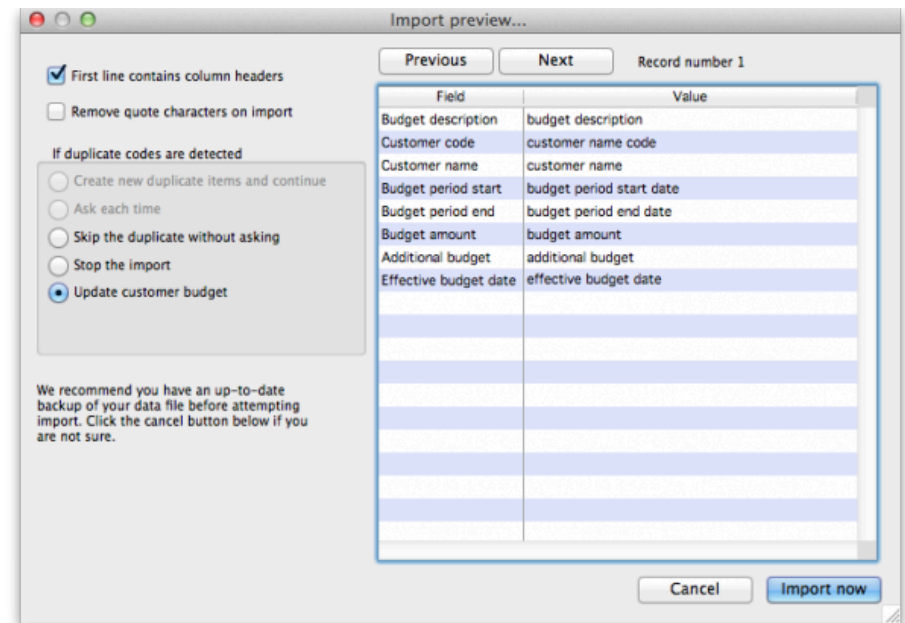 Import preview...
First line contains column headers
Remove quote characters on import
If duplicate codes are detected
Create new duplicate items and continue
Ask each time
Skip the duplicate without asking
Stop the import
Update customer budget
We recommend you have an up-to-date
backup of your data file before attempting
import. Click the cancel button below if you
are not sure.
Previous Next Record number 1
Field Value
Budget description budget description
Customer code customer name code
Customer name customer name
Budget period start budget period start date
Budget period end budget period end date
Budget amount budget amount
Additional budget additional budget
Effective budget date effective budget date
Cancel Import now